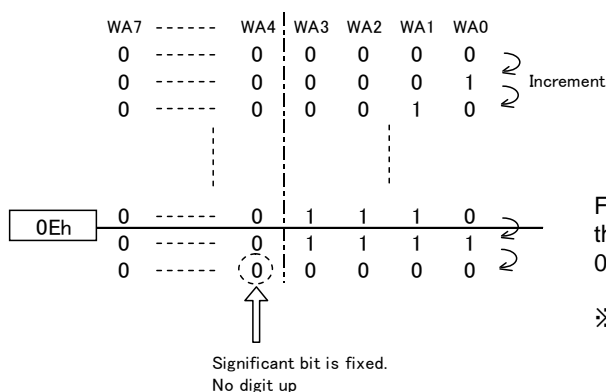 WA7 ------ WA4 WA3 WA2 WA1 WA0
0 ------ 0 0 0 0 0
0 ------ 0 0 0 0 1
Increment
0 ------ 0 0 0 1 0
0Eh
0 ------ 0 1 1 1 0
0 ------ 0 1 1 1 1
0 ------ 0 0 0 0 0
F
th
0
※
Significant bit is fixed.
No digit up